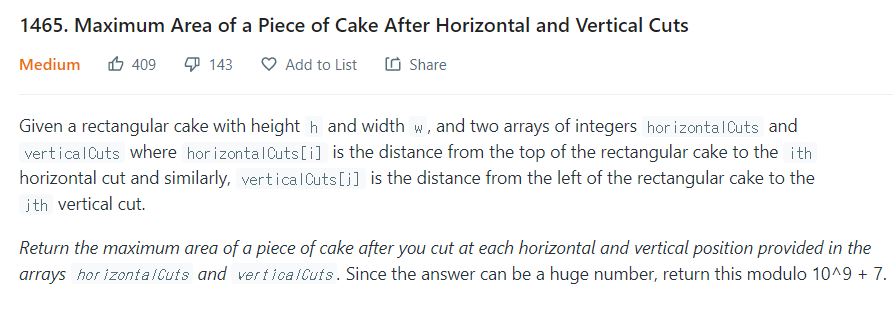 1465. Maximum Area of a Piece of Cake After Horizontal and Vertical Cuts
Medium 409 143 Add to List Share
Given a rectangular cake with height h and width w, and two arrays of integers horizontalCuts and
verticalCuts where horizontalCuts[i] is the distance from the top of the rectangular cake to the ith
horizontal cut and similarly, verticalCuts[j] is the distance from the left of the rectangular cake to the
jth vertical cut.
Return the maximum area of a piece of cake after you cut at each horizontal and vertical position provided in the
arrays horizontalCuts and verticalCuts. Since the answer can be a huge number, return this modulo 10^9 + 7.